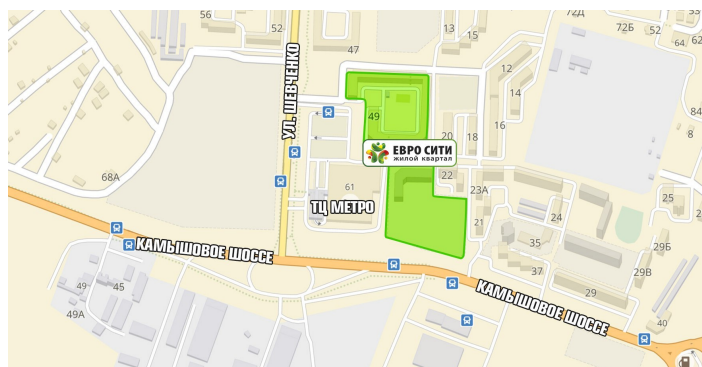 56
52
47
13
15
72Д
72Б
52
53
64
62
12
14
УЛ. ШЕВЧЕНКО
49
16
84
20
18
8
ЕВРО СИТИ
жилой квартал
68А
61
22
23А
25
ТЦ МЕТРО
21
24
35
29Б
КАМЫШОВОЕ ШОССЕ
37
29В
49
45
КАМЫШОВОЕ ШОССЕ
29
49А
40